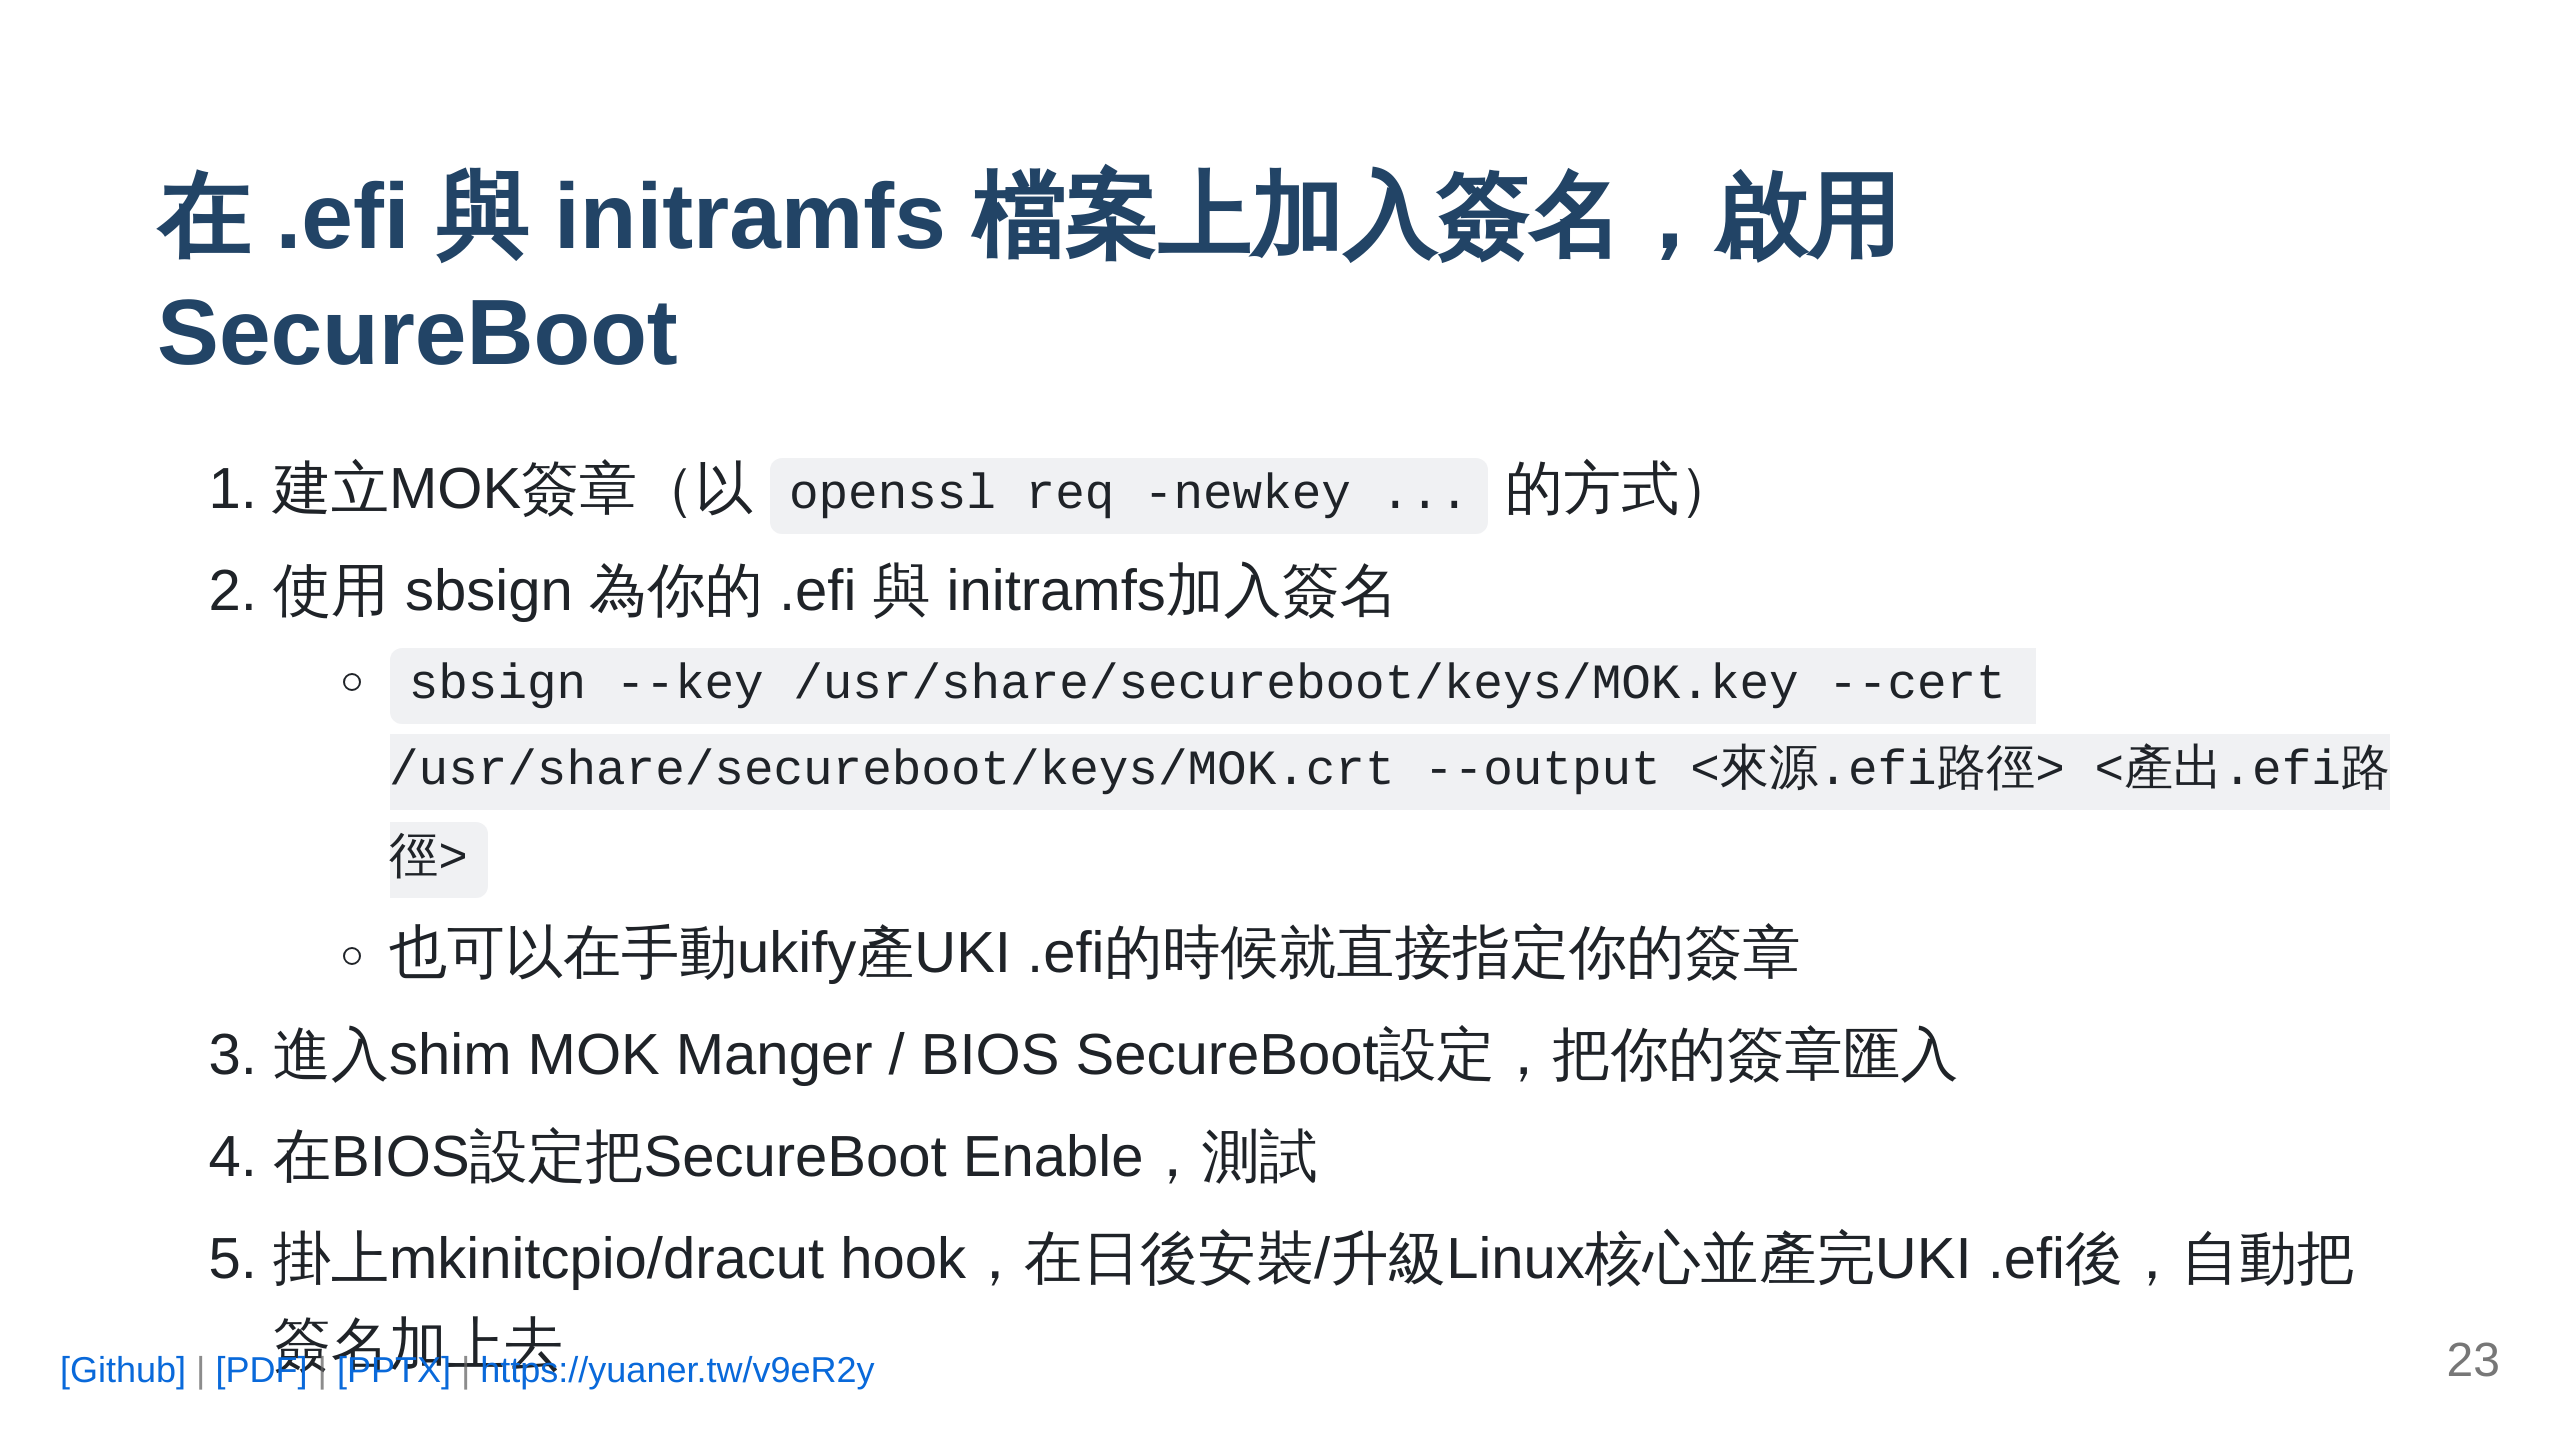 在 .efi 與 initramfs 檔案上加入簽名，啟用
SecureBoot
1. 建立MOK簽章（以 openssl req -newkey ... 的方式）
2. 使用 sbsign 為你的 .efi 與 initramfs加入簽名
sbsign --key /usr/share/secureboot/keys/MOK.key --cert
/usr/share/secureboot/keys/MOK.crt --output <來源.efi路徑> <產出.efi路
徑>
也可以在手動ukify產UKI .efi的時候就直接指定你的簽章
3. 進入shim MOK Manger / BIOS SecureBoot設定，把你的簽章匯入
4. 在BIOS設定把SecureBoot Enable，測試
5. 掛上mkinitcpio/dracut hook，在日後安裝/升級Linux核心並產完UKI .efi後，自動把
簽名加上去
[Github] | [PDF] | [PPTX] | https://yuaner.tw/v9eR2y
23